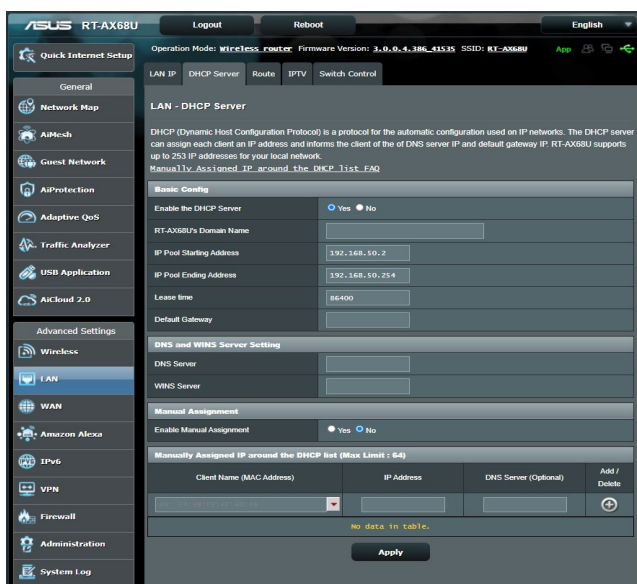 ASUS RT-AX68U
Logout
Reboot
English
Quick Internet Setup
General
Network Map
AiMesh
Guest Network
AiProtection
Adaptive QoS
Traffic Analyzer
USB Application
AiCloud 2.0
Advanced Settings
Wireless
LAN
WAN
Amazon Alexa
IPv6
VPN
Firewall
Administration
System Log
Operation Mode: Wireless router Firmware Version: 3.0.0.4.386_41535 SSID: RT-AX68U
App
LAN IP
DHCP Server
Route
IPTV
Switch Control
LAN - DHCP Server
DHCP (Dynamic Host Configuration Protocol) is a protocol for the automatic configuration used on IP networks. The DHCP server
can assign each client an IP address and informs the client of the of DNS server IP and default gateway IP. RT-AX68U supports
up to 253 IP addresses for your local network.
Manually Assigned IP around the DHCP list FAQ
Basic Config
Enable the DHCP Server
Yes No
RT-AX68U's Domain Name
IP Pool Starting Address
192.168.50.2
IP Pool Ending Address
192.168.50.254
Lease time
86400
Default Gateway
DNS and WINS Server Setting
DNS Server
WINS Server
Manual Assignment
Enable Manual Assignment
Yes No
Manually Assigned IP around the DHCP list (Max Limit : 64)
Client Name (MAC Address)
IP Address
DNS Server (Optional)
Add /
Delete
No data in table.
Apply